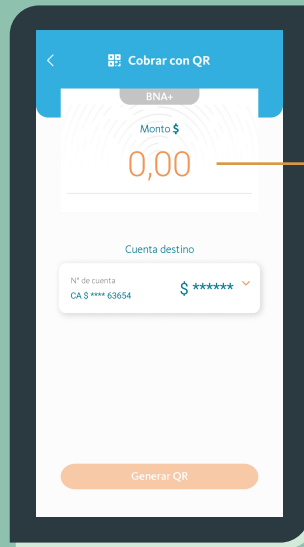 Cobrar con QR
BNA+
Monto $
0,00
Cuenta destino
N° de cuenta
CA $ **** 63654
$ ******
Generar QR